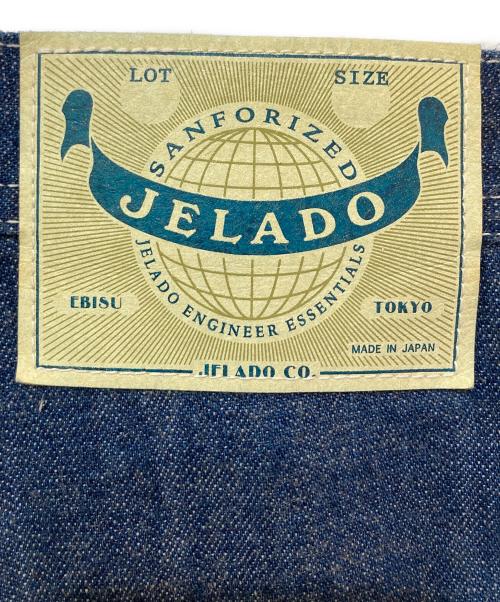 LOT SIZE
SANFORIZED
JELADO
JELADO ENGINEER ESSENTIALS
EBISU TOKYO
MADE IN JAPAN
JELADO CO.